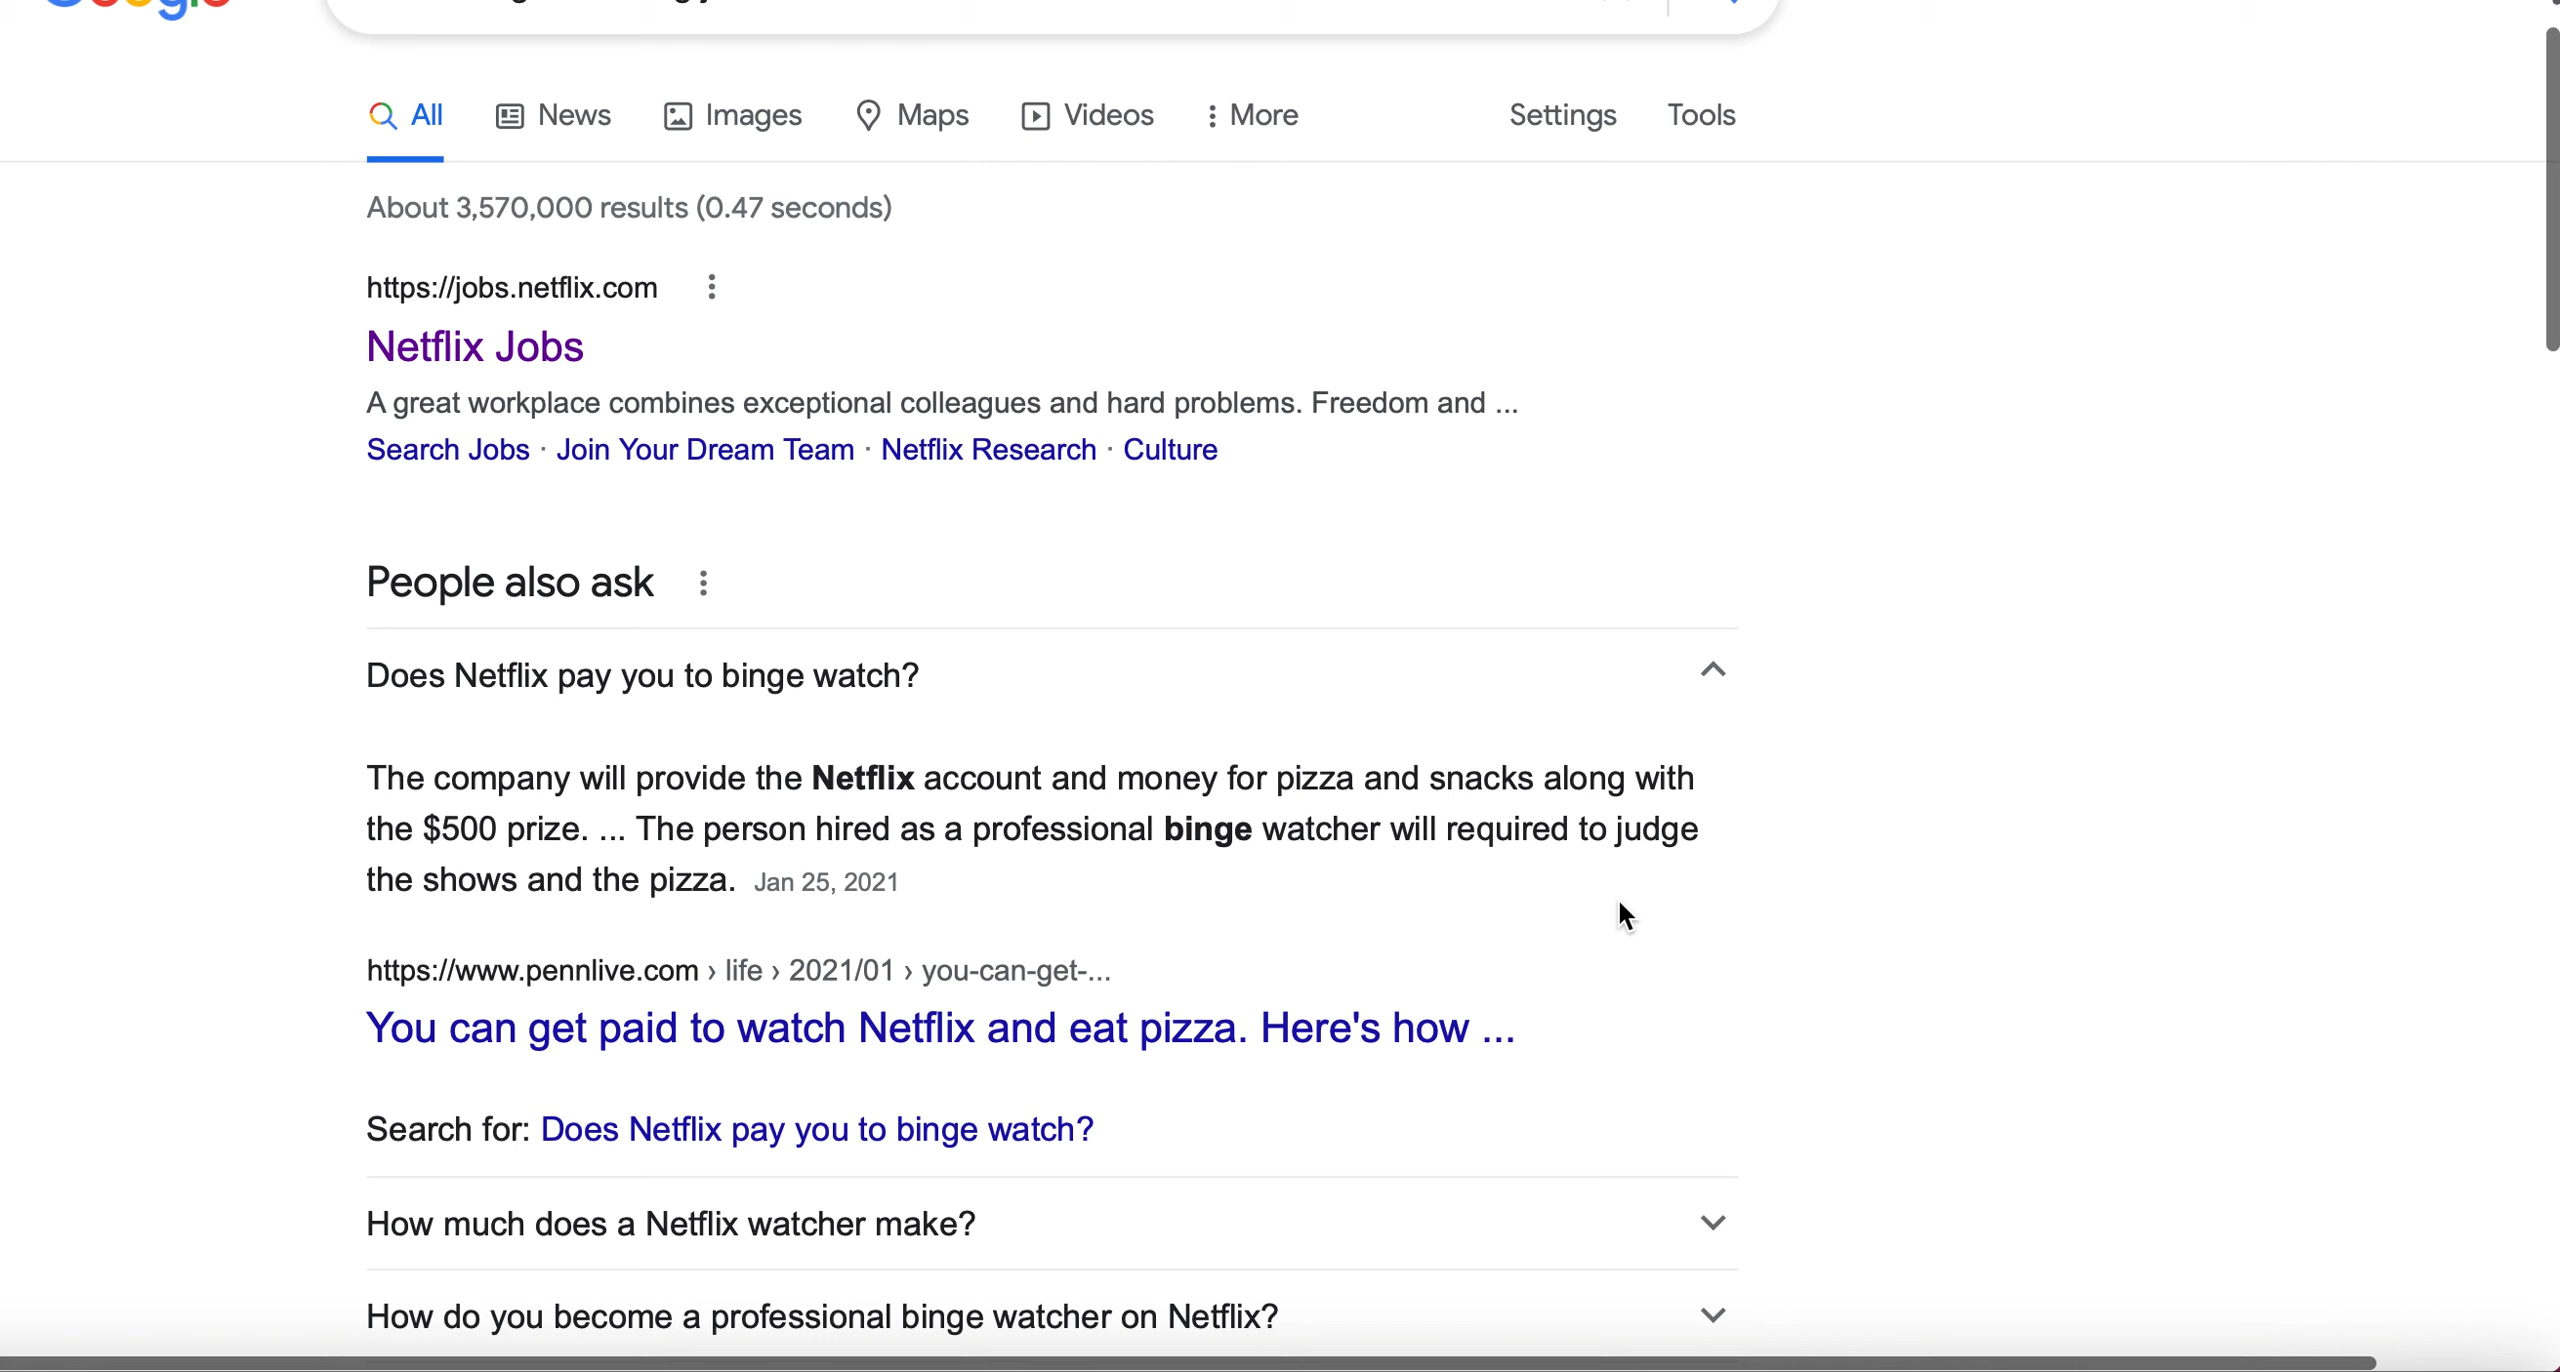 All News Images Maps Videos More Settings Tools
About 3,570,000 results (0.47 seconds)
https://jobs.netflix.com
Netflix Jobs
A great workplace combines exceptional colleagues and hard problems. Freedom and ...
Search Jobs · Join Your Dream Team · Netflix Research · Culture
People also ask
Does Netflix pay you to binge watch?
The company will provide the Netflix account and money for pizza and snacks along with
the $500 prize. ... The person hired as a professional binge watcher will required to judge
the shows and the pizza. Jan 25, 2021
https://www.pennlive.com › life › 2021/01 › you-can-get-...
You can get paid to watch Netflix and eat pizza. Here's how ...
Search for: Does Netflix pay you to binge watch?
How much does a Netflix watcher make?
How do you become a professional binge watcher on Netflix?